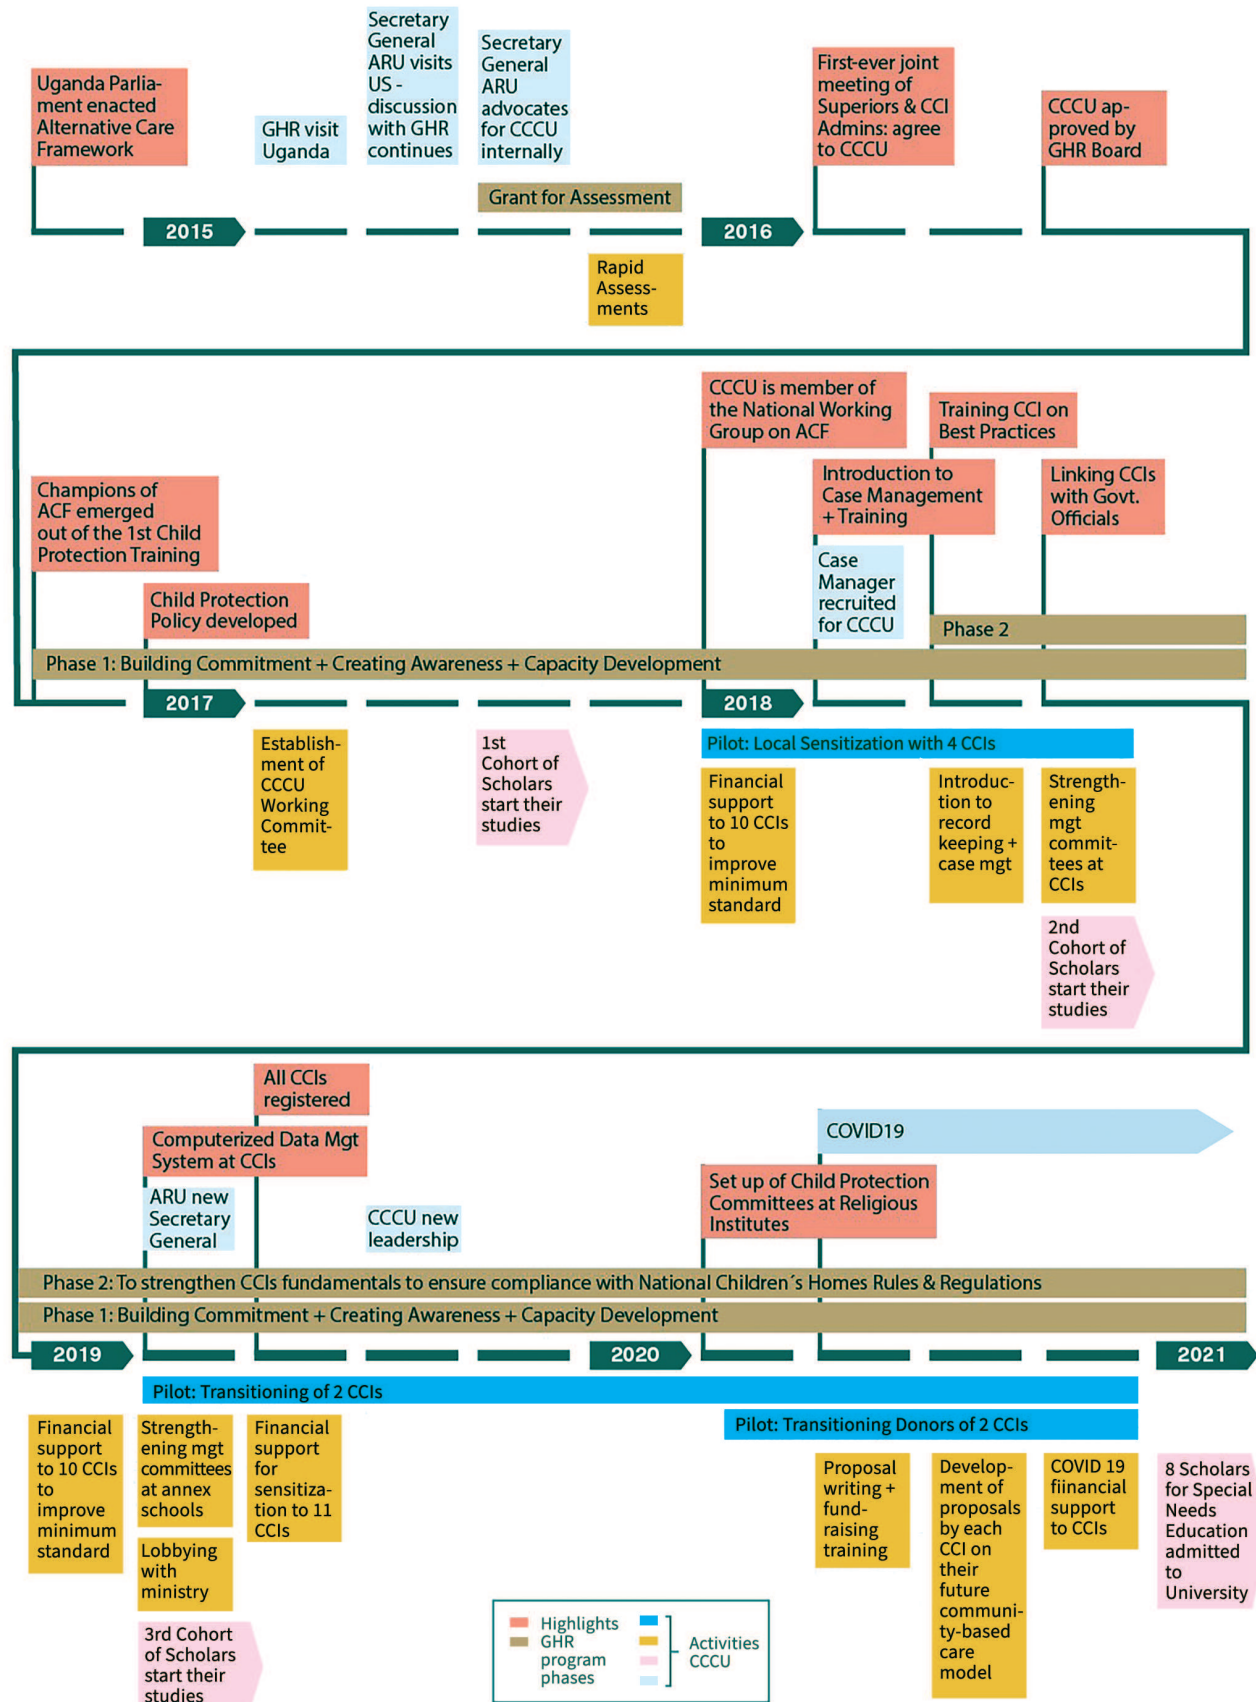 Uganda Parlia-
ment enacted
Alternative Care
Framework
GHR visit
Uganda
Secretary
General
ARU visits
US -
discussion
with GHR
continues
Secretary
General
ARU
advocates
for CCCU
internally
First-ever joint
meeting of
Superiors & CCI
Admins: agree
to CCCU
CCCU ap-
proved by
GHR Board
Grant for Assessment
2015
2016
Rapid
Assess-
ments
Champions of
ACF emerged
out of the 1st Child
Protection Training
Child Protection
Policy developed
CCCU is member of
the National Working
Group on ACF
Introduction to
Case Management
+ Training
Case
Manager
recruited
for CCCU
Training CCI on
Best Practices
Linking CCIs
with Govt.
Officials
Phase 2
Phase 1: Building Commitment + Creating Awareness + Capacity Development
2017
2018
Establish-
ment of
CCCU
Working
Commit-
tee
1st
Cohort of
Scholars
start their
studies
Pilot: Local Sensitization with 4 CCIs
Financial
support
to 10 CCIs
to
improve
minimum
standard
Introduc-
tion to
record
keeping +
case mgt
Strength-
ening
mgt
commit-
tees at
CCIs
2nd
Cohort of
Scholars
start their
studies
All CCIs
registered
Computerized Data Mgt
System at CCIs
ARU new
Secretary
General
CCCU new
leadership
COVID19
Set up of Child Protection
Committees at Religious
Institutes
Phase 2: To strengthen CCIs fundamentals to ensure compliance with National Children´s Homes Rules & Regulations
Phase 1: Building Commitment + Creating Awareness + Capacity Development
2019
2020
2021
Pilot: Transitioning of 2 CCIs
Pilot: Transitioning Donors of 2 CCIs
Financial
support
to 10 CCIs
to
improve
minimum
standard
Strength-
ening mgt
committees
at annex
schools
Lobbying
with
ministry
3rd Cohort
of Scholars
start their
studies
Financial
support
for
sensitiza-
tion to 11
CCIs
Proposal
writing +
fund-
raising
training
Develop-
ment of
proposals
by each
CCI on
their
future
communi-
ty-based
care
model
COVID 19
fiinancial
support
to CCIs
8 Scholars
for Special
Needs
Education
admitted
to
University
Highlights
GHR
program
phases
Activities
CCCU